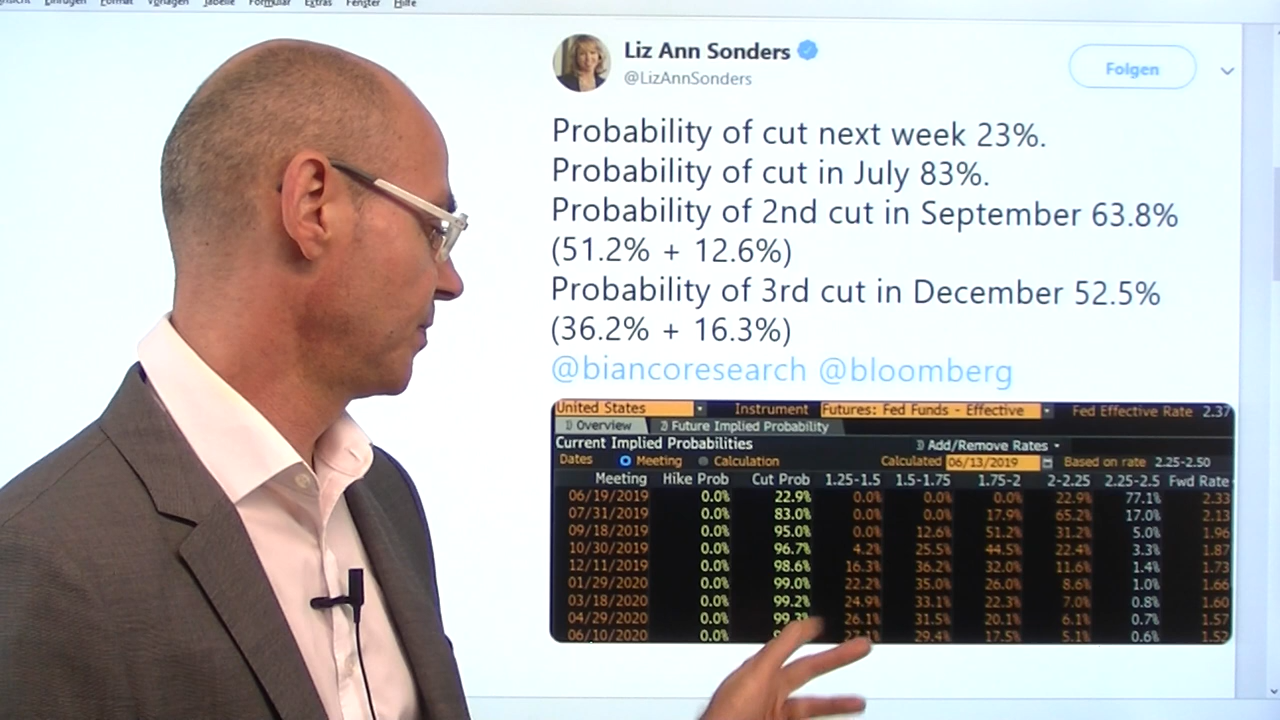 Einfügen Format Vorlagen Tabelle Formular Extras Fenster Hilfe
Liz Ann Sonders
@LizAnnSonders
Folgen
Probability of cut next week 23%.
Probability of cut in July 83%.
Probability of 2nd cut in September 63.8%
(51.2% + 12.6%)
Probability of 3rd cut in December 52.5%
(36.2% + 16.3%)
@biancoresearch @bloomberg
United States Instrument Futures: Fed Funds - Effective Fed Effective Rate 2.37
1) Overview 2) Future Implied Probability
Current Implied Probabilities Add/Remove Rates
Dates Meeting Calculation Calculated 06/13/2019 Based on rate 2.25-2.50
Meeting Hike Prob Cut Prob 1.25-1.5 1.5-1.75 1.75-2 2-2.25 2.25-2.5 Fwd Rate
06/19/2019 0.0% 22.9% 0.0% 0.0% 0.0% 22.9% 77.1% 2.33
07/31/2019 0.0% 83.0% 0.0% 0.0% 17.9% 65.2% 17.0% 2.13
09/18/2019 0.0% 95.0% 0.0% 12.6% 51.2% 31.2% 5.0% 1.96
10/30/2019 0.0% 96.7% 4.2% 25.5% 44.5% 22.4% 3.3% 1.87
12/11/2019 0.0% 98.6% 16.3% 36.2% 32.0% 11.6% 1.4% 1.73
01/29/2020 0.0% 99.0% 22.2% 35.0% 26.0% 8.6% 1.0% 1.66
03/18/2020 0.0% 99.2% 24.9% 33.1% 22.3% 7.0% 0.8% 1.60
04/29/2020 0.0% 26.1% 31.5% 20.1% 6.1% 0.7% 1.57
06/10/2020 0.0% 29.4% 17.5% 5.1% 0.6% 1.52